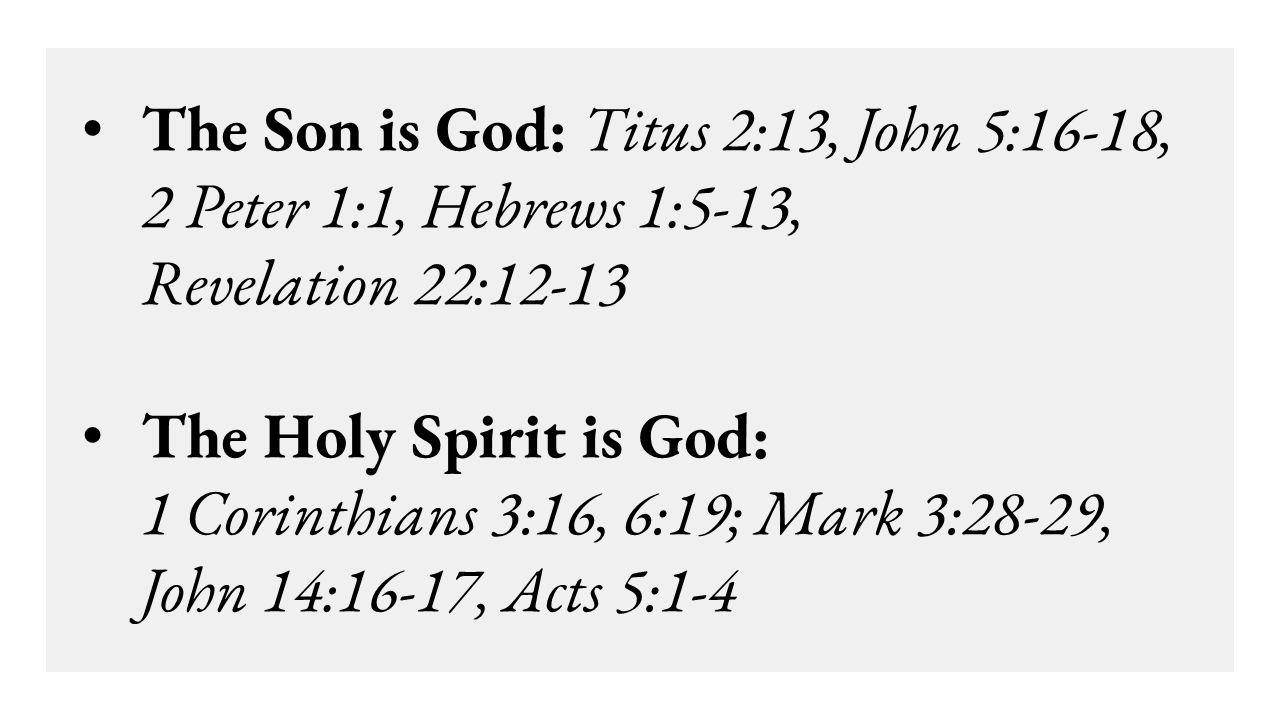 • The Son is God: Titus 2:13, John 5:16-18,
2 Peter 1:1, Hebrews 1:5-13,
Revelation 22:12-13
• The Holy Spirit is God:
1 Corinthians 3:16, 6:19; Mark 3:28-29,
John 14:16-17, Acts 5:1-4